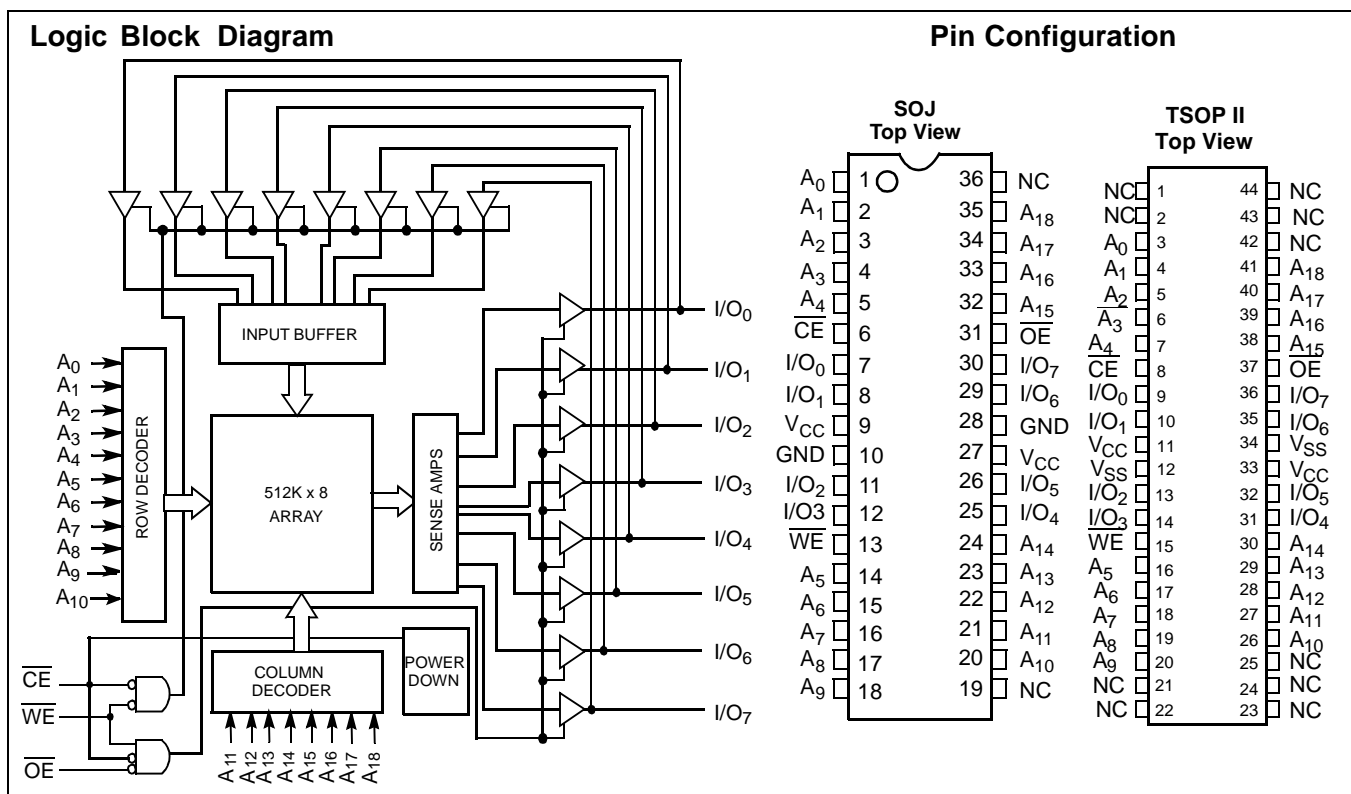 Logic Block Diagram
Pin Configuration
INPUT BUFFER
A0
A1
A2
A3
A4
A5
A6
A7
A8
A9
A10
ROW DECODER
512K x 8
ARRAY
SENSE AMPS
COLUMN
DECODER
POWER
DOWN
CE
WE
OE
A11
A12
A13
A14
A15
A16
A17
A18
I/O0
I/O1
I/O2
I/O3
I/O4
I/O5
I/O6
I/O7
SOJ
Top View
A0 1 36 NC
A1 2 35 A18
A2 3 34 A17
A3 4 33 A16
A4 5 32 A15
CE 6 31 OE
I/O0 7 30 I/O7
I/O1 8 29 I/O6
VCC 9 28 GND
GND 10 27 VCC
I/O2 11 26 I/O5
I/O3 12 25 I/O4
WE 13 24 A14
A5 14 23 A13
A6 15 22 A12
A7 16 21 A11
A8 17 20 A10
A9 18 19 NC
TSOP II
Top View
NC 1 44 NC
NC 2 43 NC
A0 3 42 NC
A1 4 41 A18
A2 5 40 A17
A3 6 39 A16
A4 7 38 A15
CE 8 37 OE
I/O0 9 36 I/O7
I/O1 10 35 I/O6
VCC 11 34 VSS
VSS 12 33 VCC
I/O2 13 32 I/O5
I/O3 14 31 I/O4
WE 15 30 A14
A5 16 29 A13
A6 17 28 A12
A7 18 27 A11
A8 19 26 A10
A9 20 25 NC
NC 21 24 NC
NC 22 23 NC